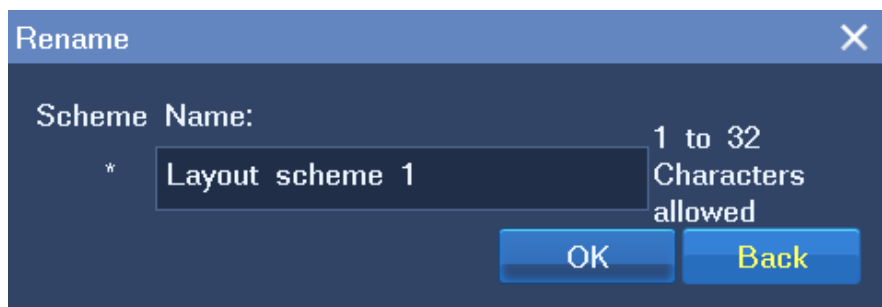 Rename
Scheme Name:
* Layout scheme 1
1 to 32
Characters
allowed
OK Back